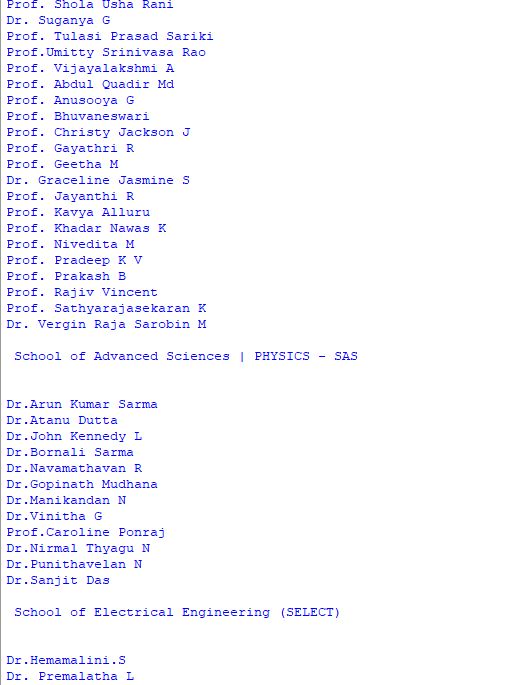 Prof. Shola Usha Rani
Dr. Suganya G
Prof. Tulasi Prasad Sariki
Prof.Umitty Srinivasa Rao
Prof. Vijayalakshmi A
Prof. Abdul Quadir Md
Prof. Anusooya G
Prof. Bhuvaneswari
Prof. Christy Jackson J
Prof. Gayathri R
Prof. Geetha M
Dr. Graceline Jasmine S
Prof. Jayanthi R
Prof. Kavya Alluru
Prof. Khadar Nawas K
Prof. Nivedita M
Prof. Pradeep K V
Prof. Prakash B
Prof. Rajiv Vincent
Prof. Sathyarajasekaran K
Dr. Vergin Raja Sarobin M
School of Advanced Sciences | PHYSICS – SAS
Dr.Arun Kumar Sarma
Dr.Atanu Dutta
Dr.John Kennedy L
Dr.Bornali Sarma
Dr.Navamathavan R
Dr.Gopinath Mudhana
Dr.Manikandan N
Dr.Vinitha G
Prof.Caroline Ponraj
Dr.Nirmal Thyagu N
Dr.Punithavelan N
Dr.Sanjit Das
School of Electrical Engineering (SELECT)
Dr.Hemamalini.S
Dr. Premalatha L